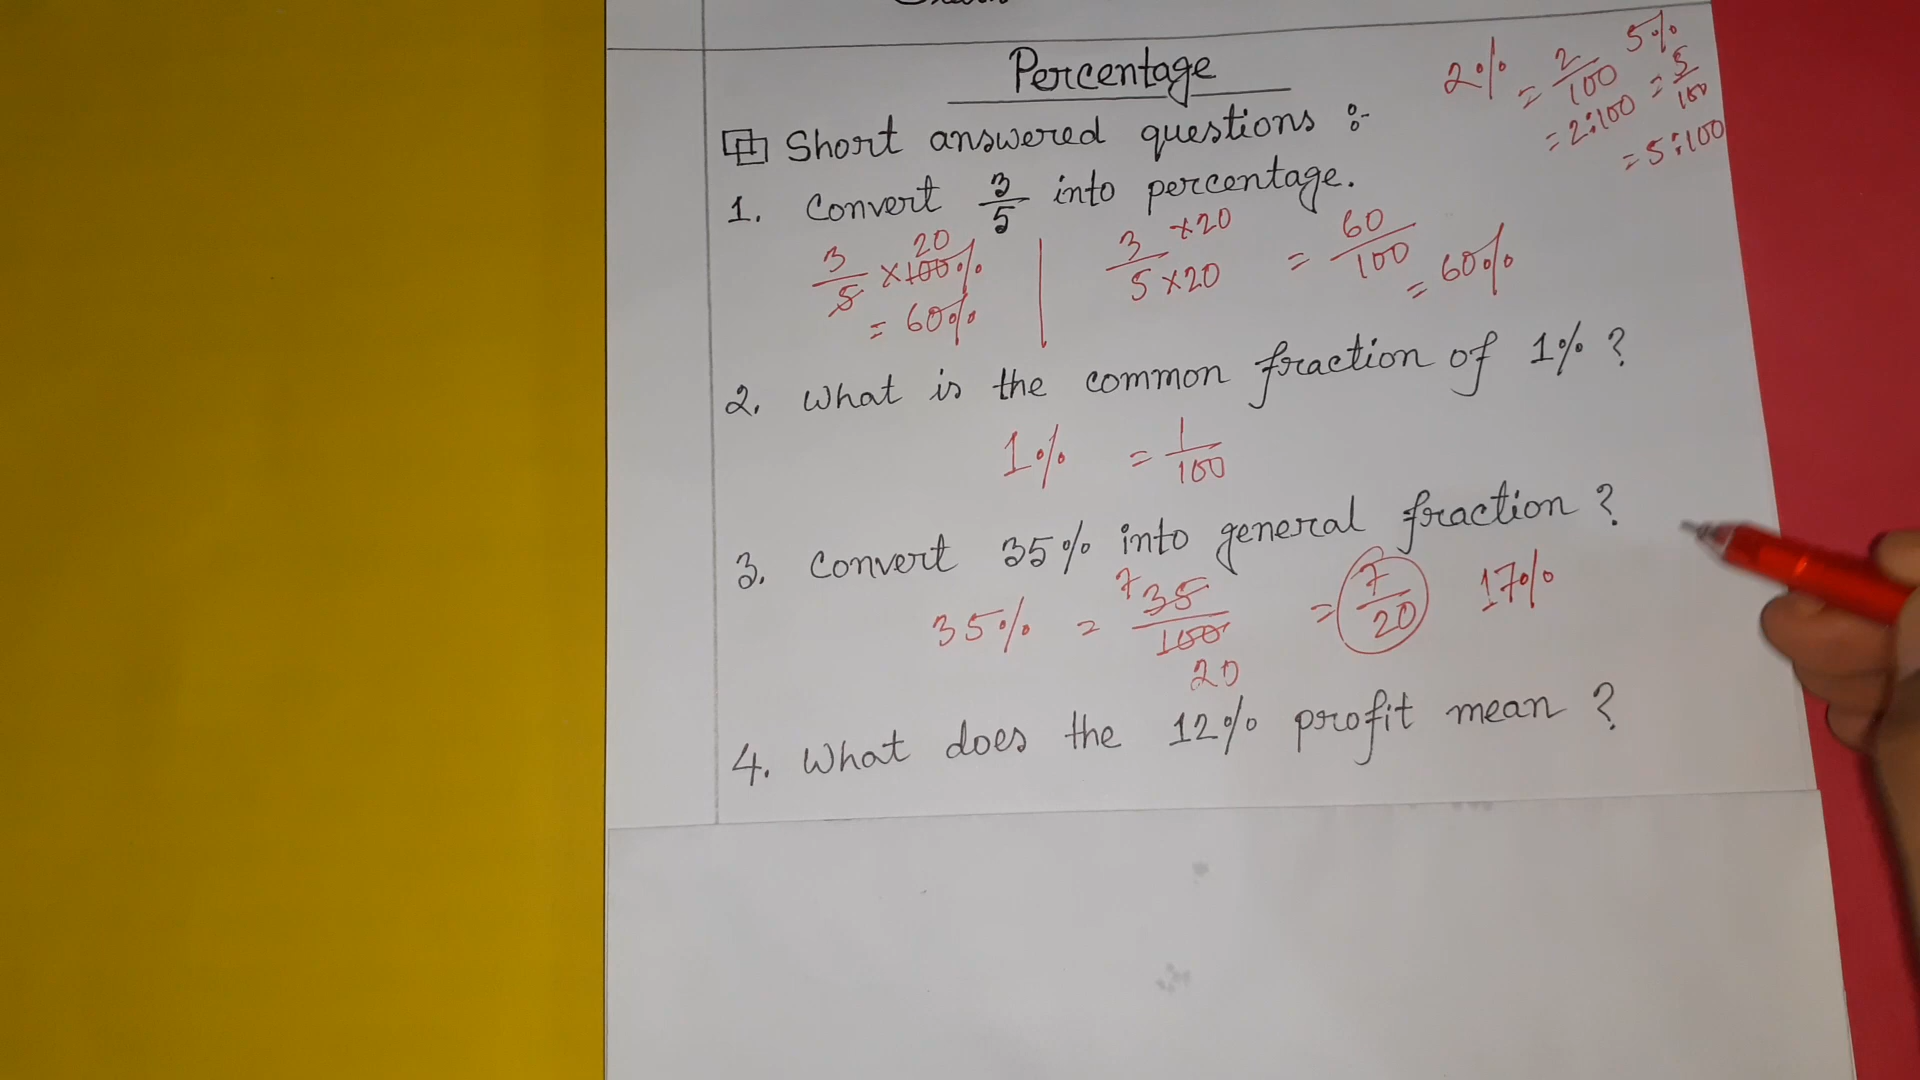 Percentage
Short answered questions :-
2% = 2/100
= 2:100
5%
= 5/100
= 5:100
1. Convert 3/5 into percentage.
3/5 × 100% 20
= 60%
3×20/5×20 = 60/100
= 60%
2. What is the common fraction of 1% ?
1% = 1/100
3. Convert 35% into general fraction ?
35% = 7 35/100 20 = 7/20 17%
4. What does the 12% profit mean ?